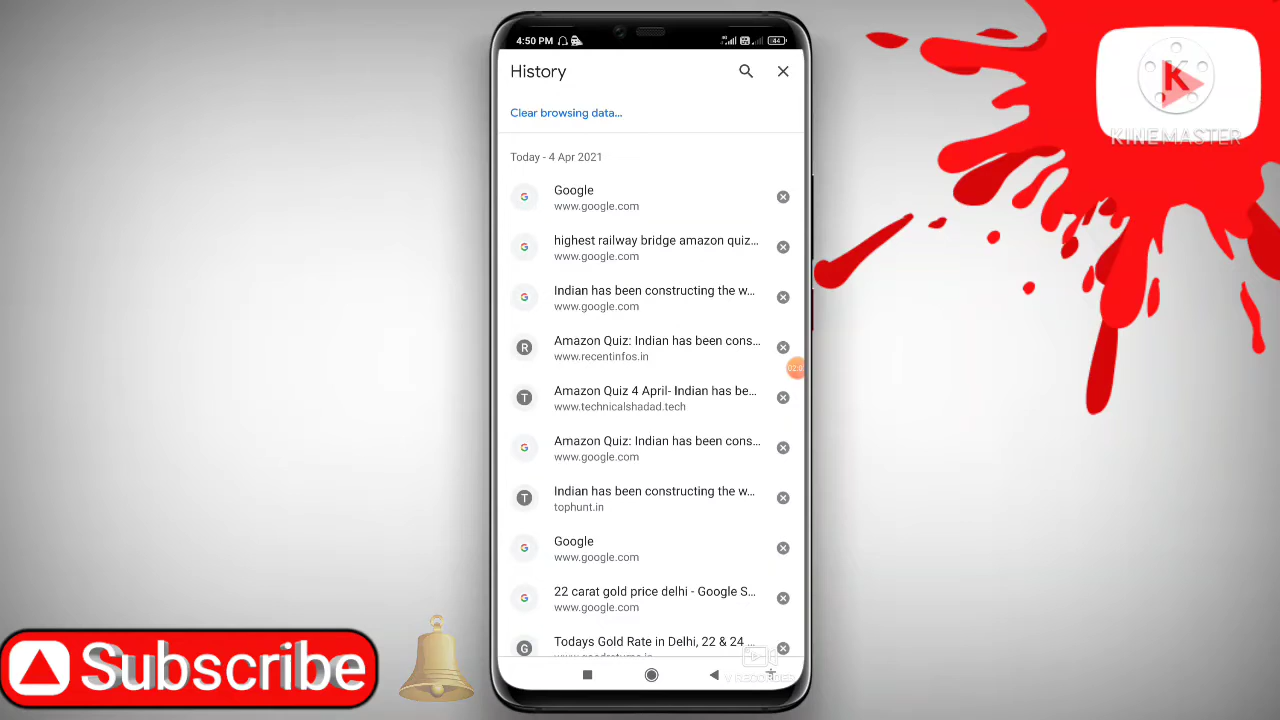 4:50 PM
44
KINEMASTER
History
Clear browsing data...
Today - 4 Apr 2021
Google
www.google.com
highest railway bridge amazon quiz...
www.google.com
Indian has been constructing the w...
www.google.com
R
Amazon Quiz: Indian has been cons...
www.recentinfos.in
T
Amazon Quiz 4 April- Indian has be...
www.technicalshadad.tech
Amazon Quiz: Indian has been cons...
www.google.com
T
Indian has been constructing the w...
tophunt.in
Google
www.google.com
22 carat gold price delhi - Google S...
www.google.com
G
Todays Gold Rate in Delhi, 22 & 24 ...
V RECORDER
Subscribe